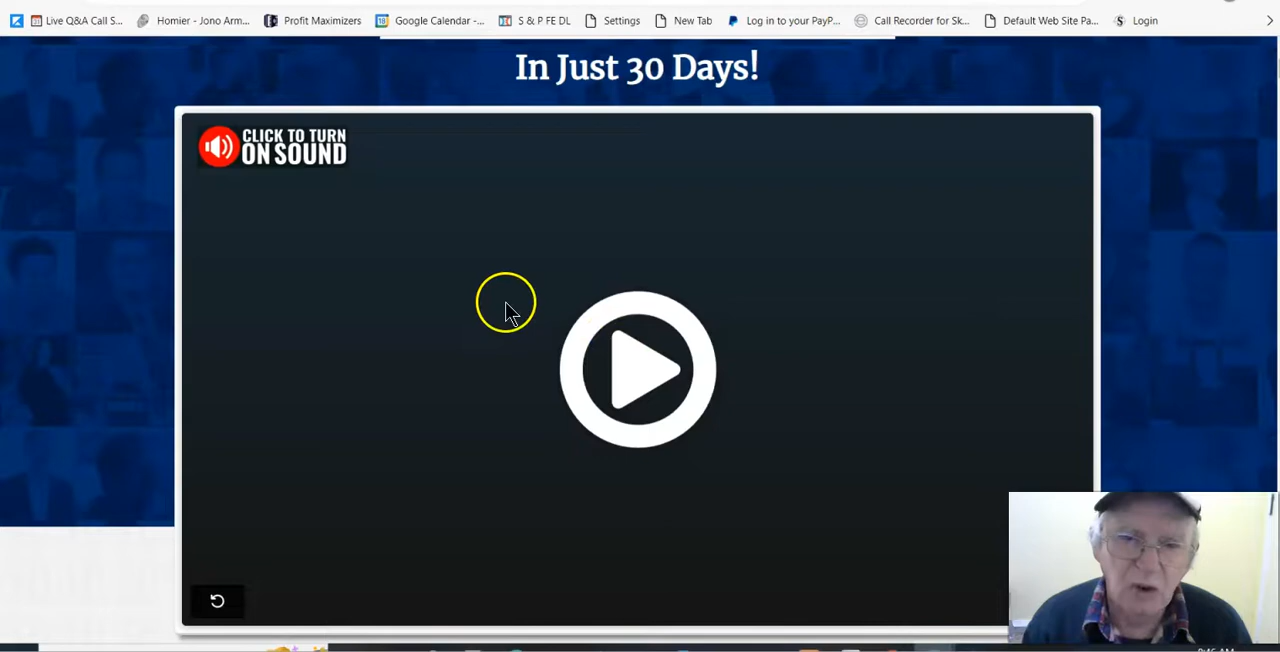 Live Q&A Call S... Homier - Jono Arm... Profit Maximizers Google Calendar -... S & P FE DL Settings New Tab Log in to your PayP... Call Recorder for Sk... Default Web Site Pa... Login
In Just 30 Days!
CLICK TO TURN
ON SOUND